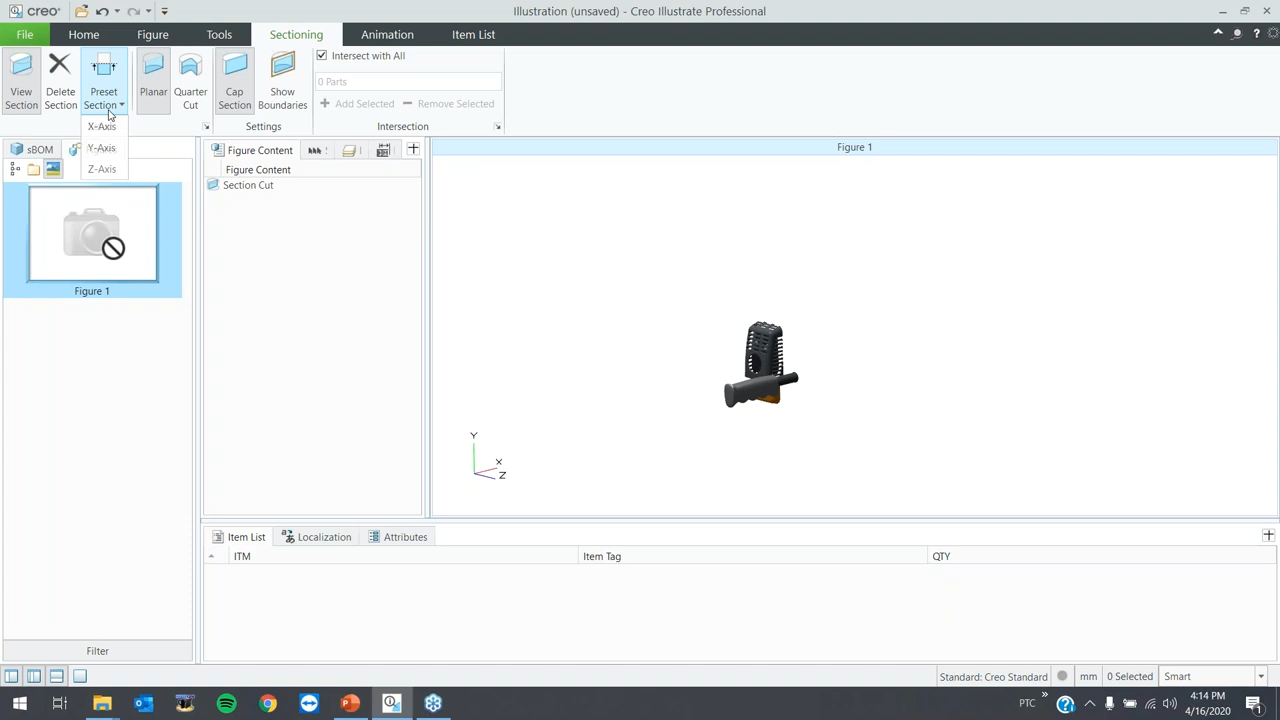 creo
Illustration (unsaved) - Creo Illustrate Professional
File
Home
Figure
Tools
Sectioning
Animation
Item List
View Section
Delete Section
Preset Section
Planar
Quarter Cut
Cap Section
Show Boundaries
Intersect with All
0 Parts
Add Selected
Remove Selected
Settings
Intersection
X-Axis
Y-Axis
Z-Axis
sBOM
Figure Content
Figure 1
Figure Content
Section Cut
Figure 1
Y
X
Z
Item List
Localization
Attributes
ITM
Item Tag
QTY
Filter
Standard: Creo Standard
mm
0 Selected
Smart
PTC
4:14 PM
4/16/2020